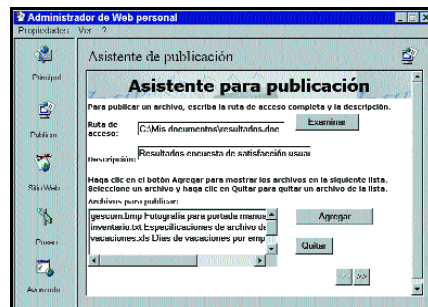 Administrador de Web personal
Propiedades Ver ?
Principal
Publicar
Sitio Web
Paseo
Avanzado
Asistente de publicación
Asistente para publicación
Para publicar un archivo, escriba la ruta de acceso completa y la descripción.
Ruta de acceso:
C:\Mis documentos\resultados.doc
Examinar
Descripción:
Resultados encuesta de satisfacción usuar
Haga clic en el botón Agregar para mostrar los archivos en la siguiente lista.
Seleccione un archivo y haga clic en Quitar para quitar un archivo de la lista.
Archivos para publicar:
gescom.bmp Fotografía para portada manua
inventario.txt Especificaciones de archivo de
vacaciones.xls Días de vacaciones por emp
Agregar
Quitar
<< >>